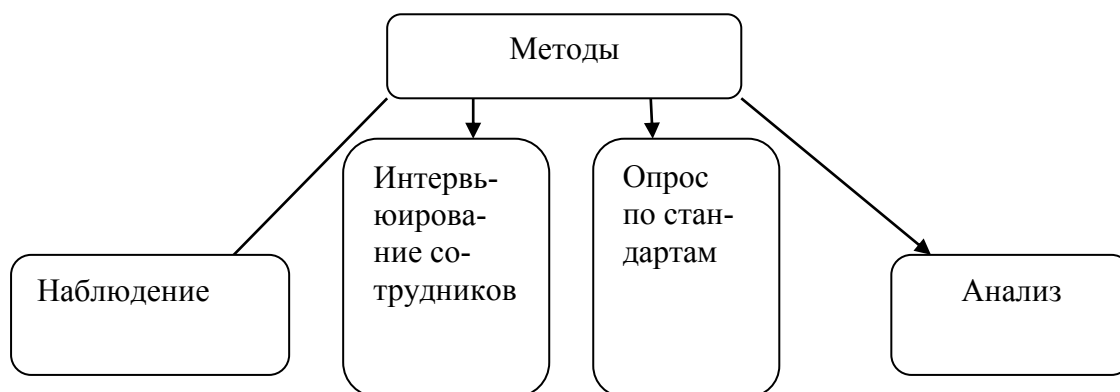 Методы
Интервь-
юирова-
ние со-
трудников
Опрос
по стан-
дартам
Наблюдение
Анализ